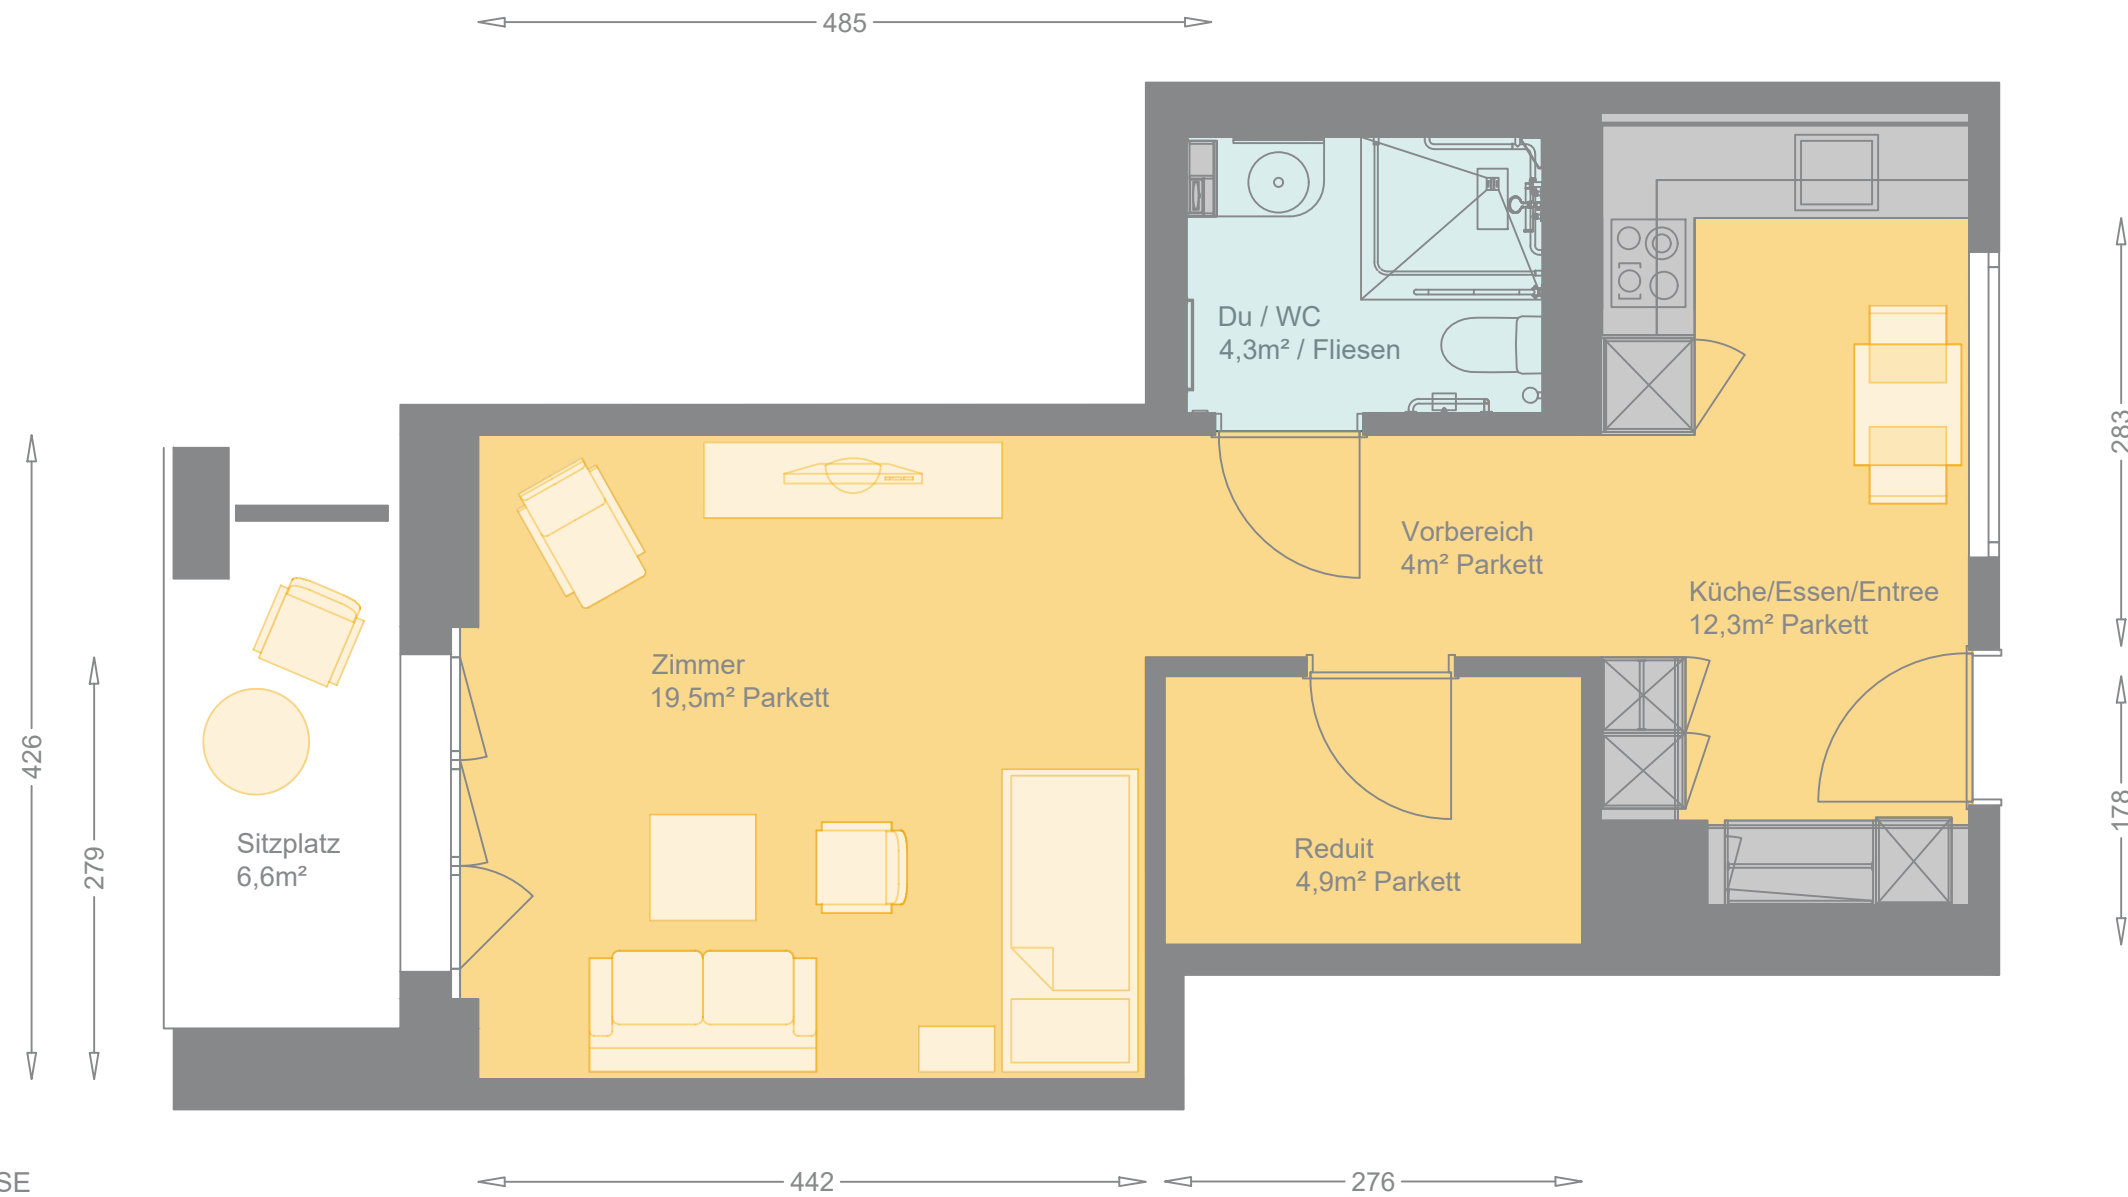 485
Du / WC
4,3m² / Fliesen
283
Vorbereich
4m² Parkett
Küche/Essen/Entree
12,3m² Parkett
Zimmer
19,5m² Parkett
426
178
Sitzplatz
6,6m²
279
Reduit
4,9m² Parkett
SE
442
276